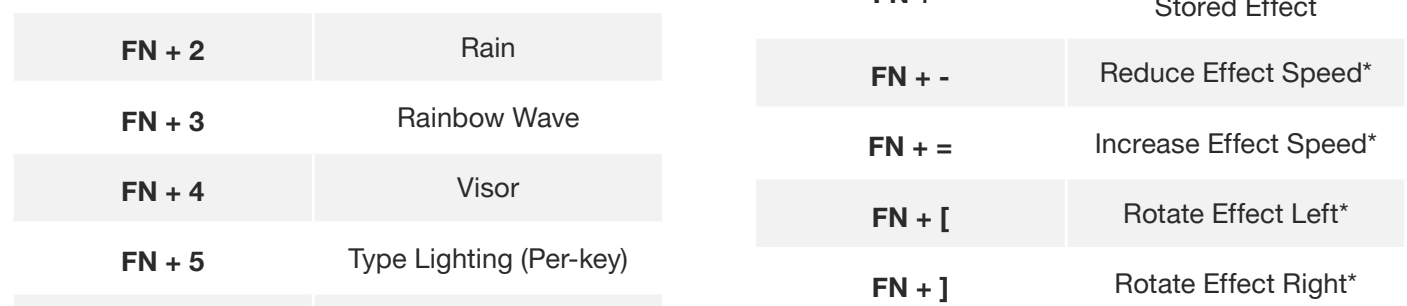 FN + 2 Rain
FN + 3 Rainbow Wave
FN + 4 Visor
FN + 5 Type Lighting (Per-key)
Stored Effect
FN + - Reduce Effect Speed*
FN + = Increase Effect Speed*
FN + [ Rotate Effect Left*
FN + ] Rotate Effect Right*